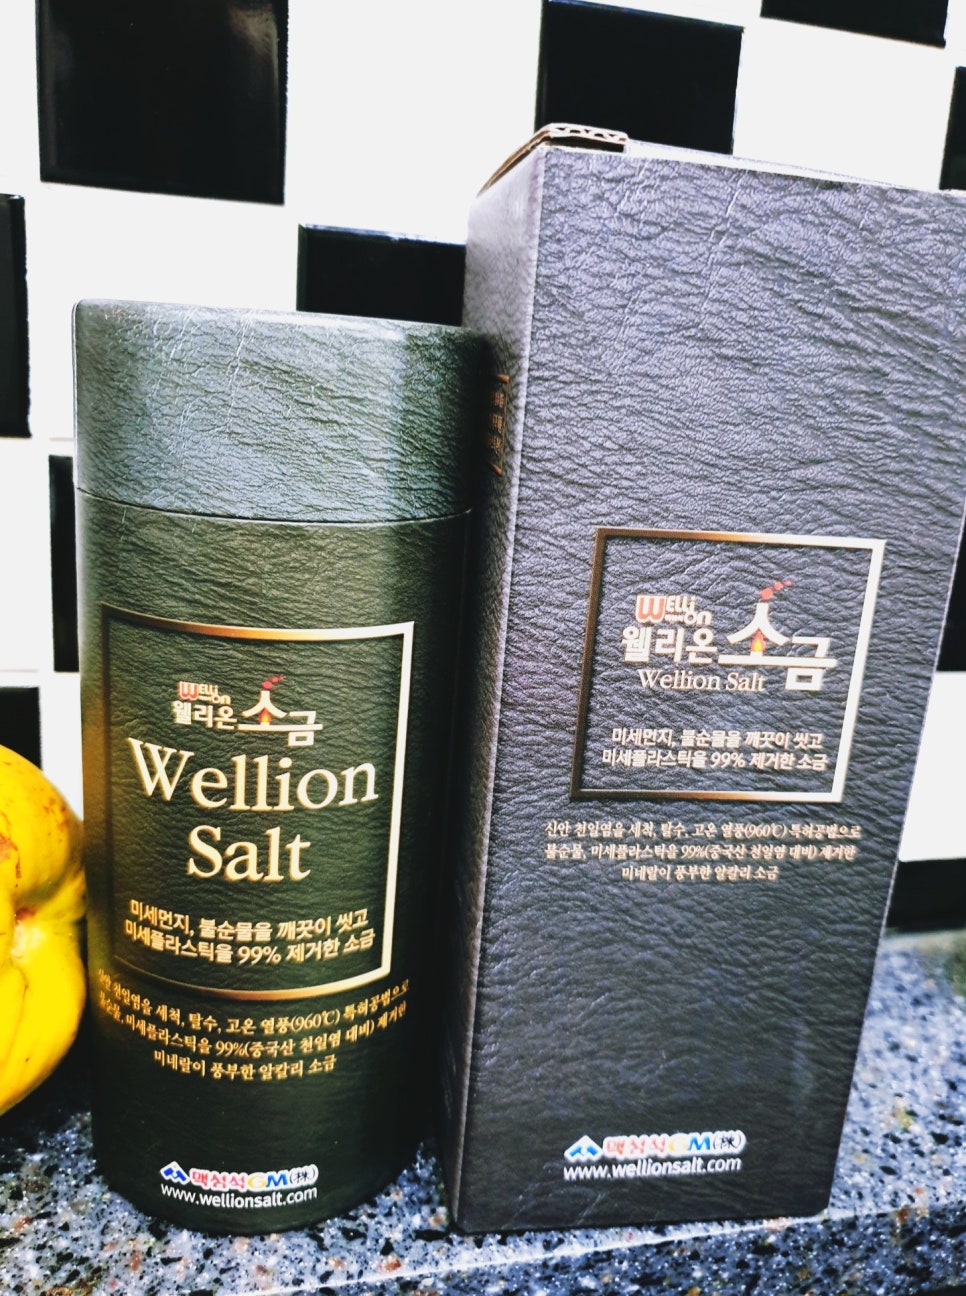 WELLion
웰리온소금
Wellion
Salt
미세먼지, 불순물을 깨끗이 씻고
미세플라스틱을 99% 제거한 소금
신안 천일염을 세척, 탈수, 고온 열풍(960℃) 특허공법으로
불순물, 미세플라스틱을 99%(중국산 천일염 대비) 제거한
미네랄이 풍부한 알칼리 소금
맥섬석GM(株)
www.wellionsalt.com
WELLion
웰리온소금
Wellion Salt
미세먼지, 불순물을 깨끗이 씻고
미세플라스틱을 99% 제거한 소금
신안 천일염을 세척, 탈수, 고온 열풍(960℃) 특허공법으로
불순물, 미세플라스틱을 99%(중국산 천일염 대비) 제거한
미네랄이 풍부한 알칼리 소금
맥섬석GM(株)
www.wellionsalt.com